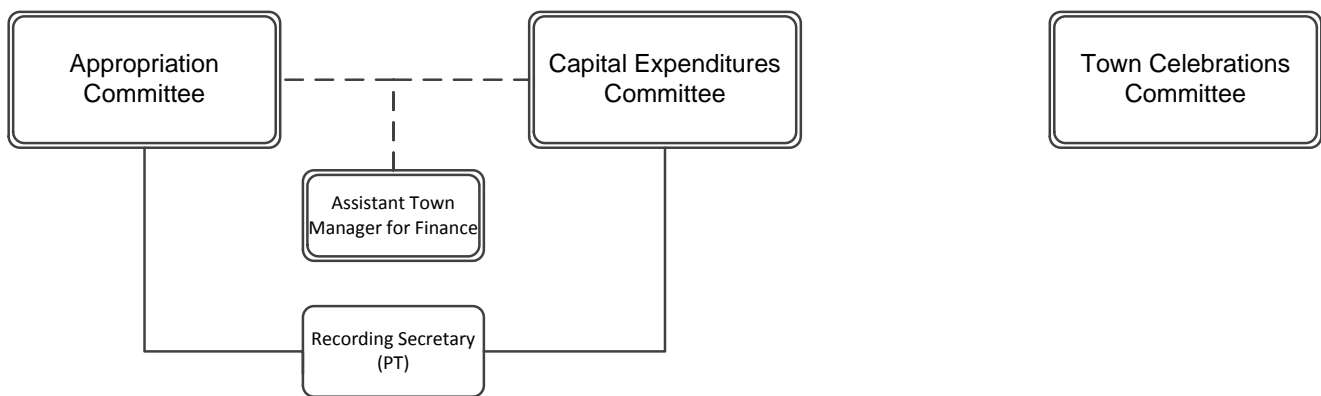 Appropriation
Committee
Capital Expenditures
Committee
Town Celebrations
Committee
Assistant Town
Manager for Finance
Recording Secretary
(PT)